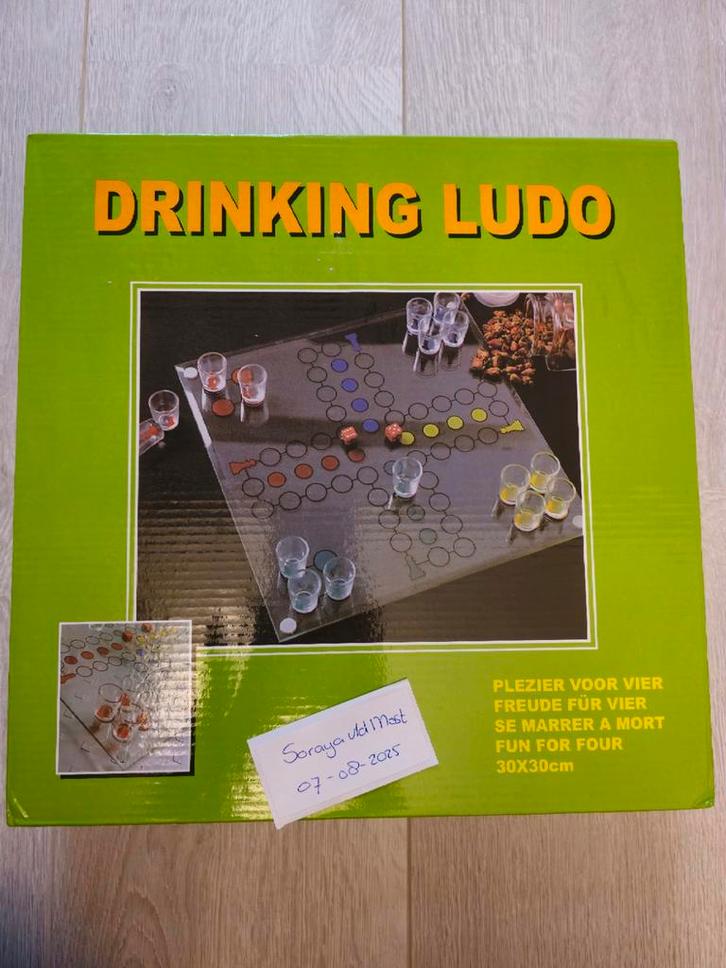 DRINKING LUDO
PLEZIER VOOR VIER
FREUDE FÜR VIER
SE MARRER A MORT
FUN FOR FOUR
30X30cm
Soraya vld Mast
07-08-2025